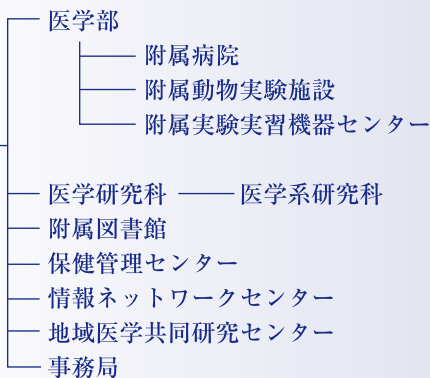 医学部
附属病院
附属動物実験施設
附属実験実習機器センター
医学研究科 医学系研究科
附属図書館
保健管理センター
情報ネットワークセンター
地域医学共同研究センター
事務局